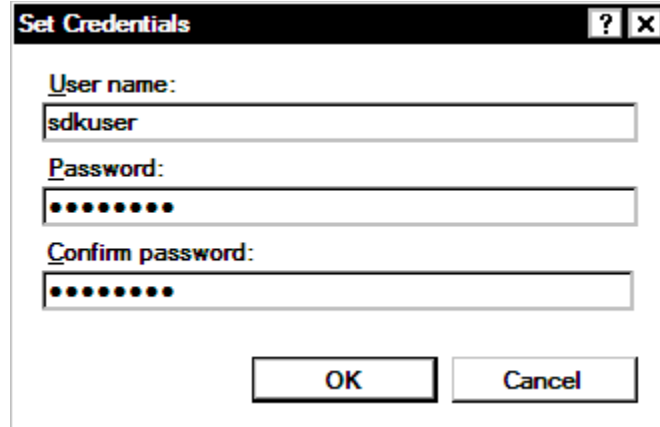 Set Credentials ? X
User name:
sdkuser
Password:
●●●●●●●●
Confirm password:
●●●●●●●●
OK Cancel